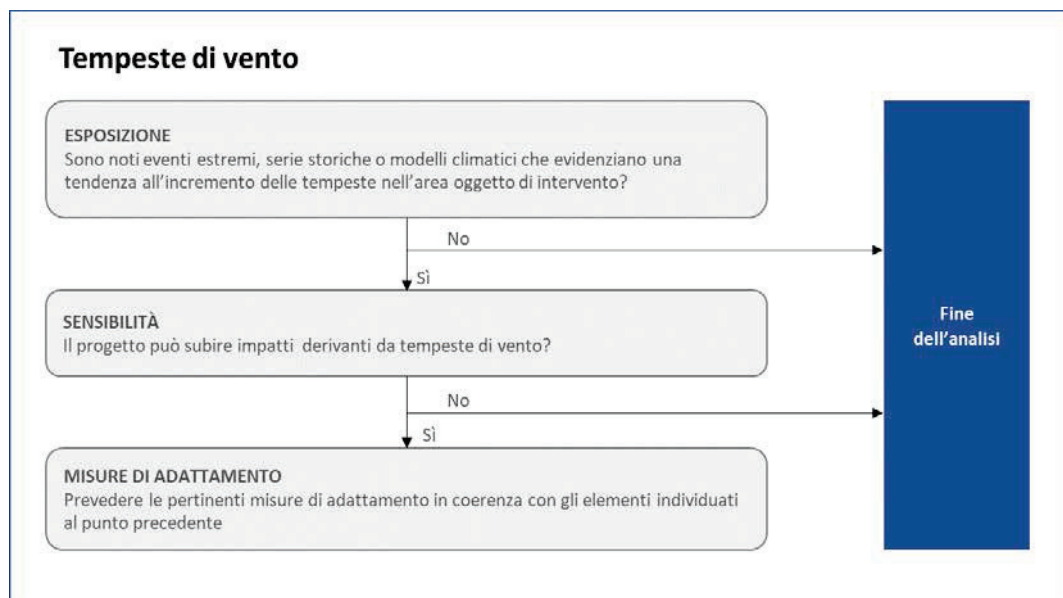 Tempeste di vento
ESPOSIZIONE
Sono noti eventi estremi, serie storiche o modelli climatici che evidenziano una
tendenza all'incremento delle tempeste nell'area oggetto di intervento?
No
Sì
SENSIBILITÀ
Il progetto può subire impatti derivanti da tempeste di vento?
Fine
dell'analisi
No
Sì
MISURE DI ADATTAMENTO
Prevedere le pertinenti misure di adattamento in coerenza con gli elementi individuati
al punto precedente